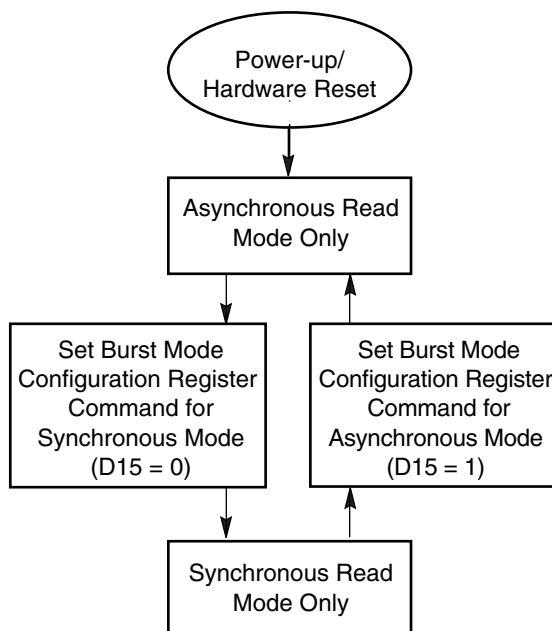 Power-up/
Hardware Reset
Asynchronous Read
Mode Only
Set Burst Mode
Configuration Register
Command for
Synchronous Mode
(D15 = 0)
Set Burst Mode
Configuration Register
Command for
Asynchronous Mode
(D15 = 1)
Synchronous Read
Mode Only